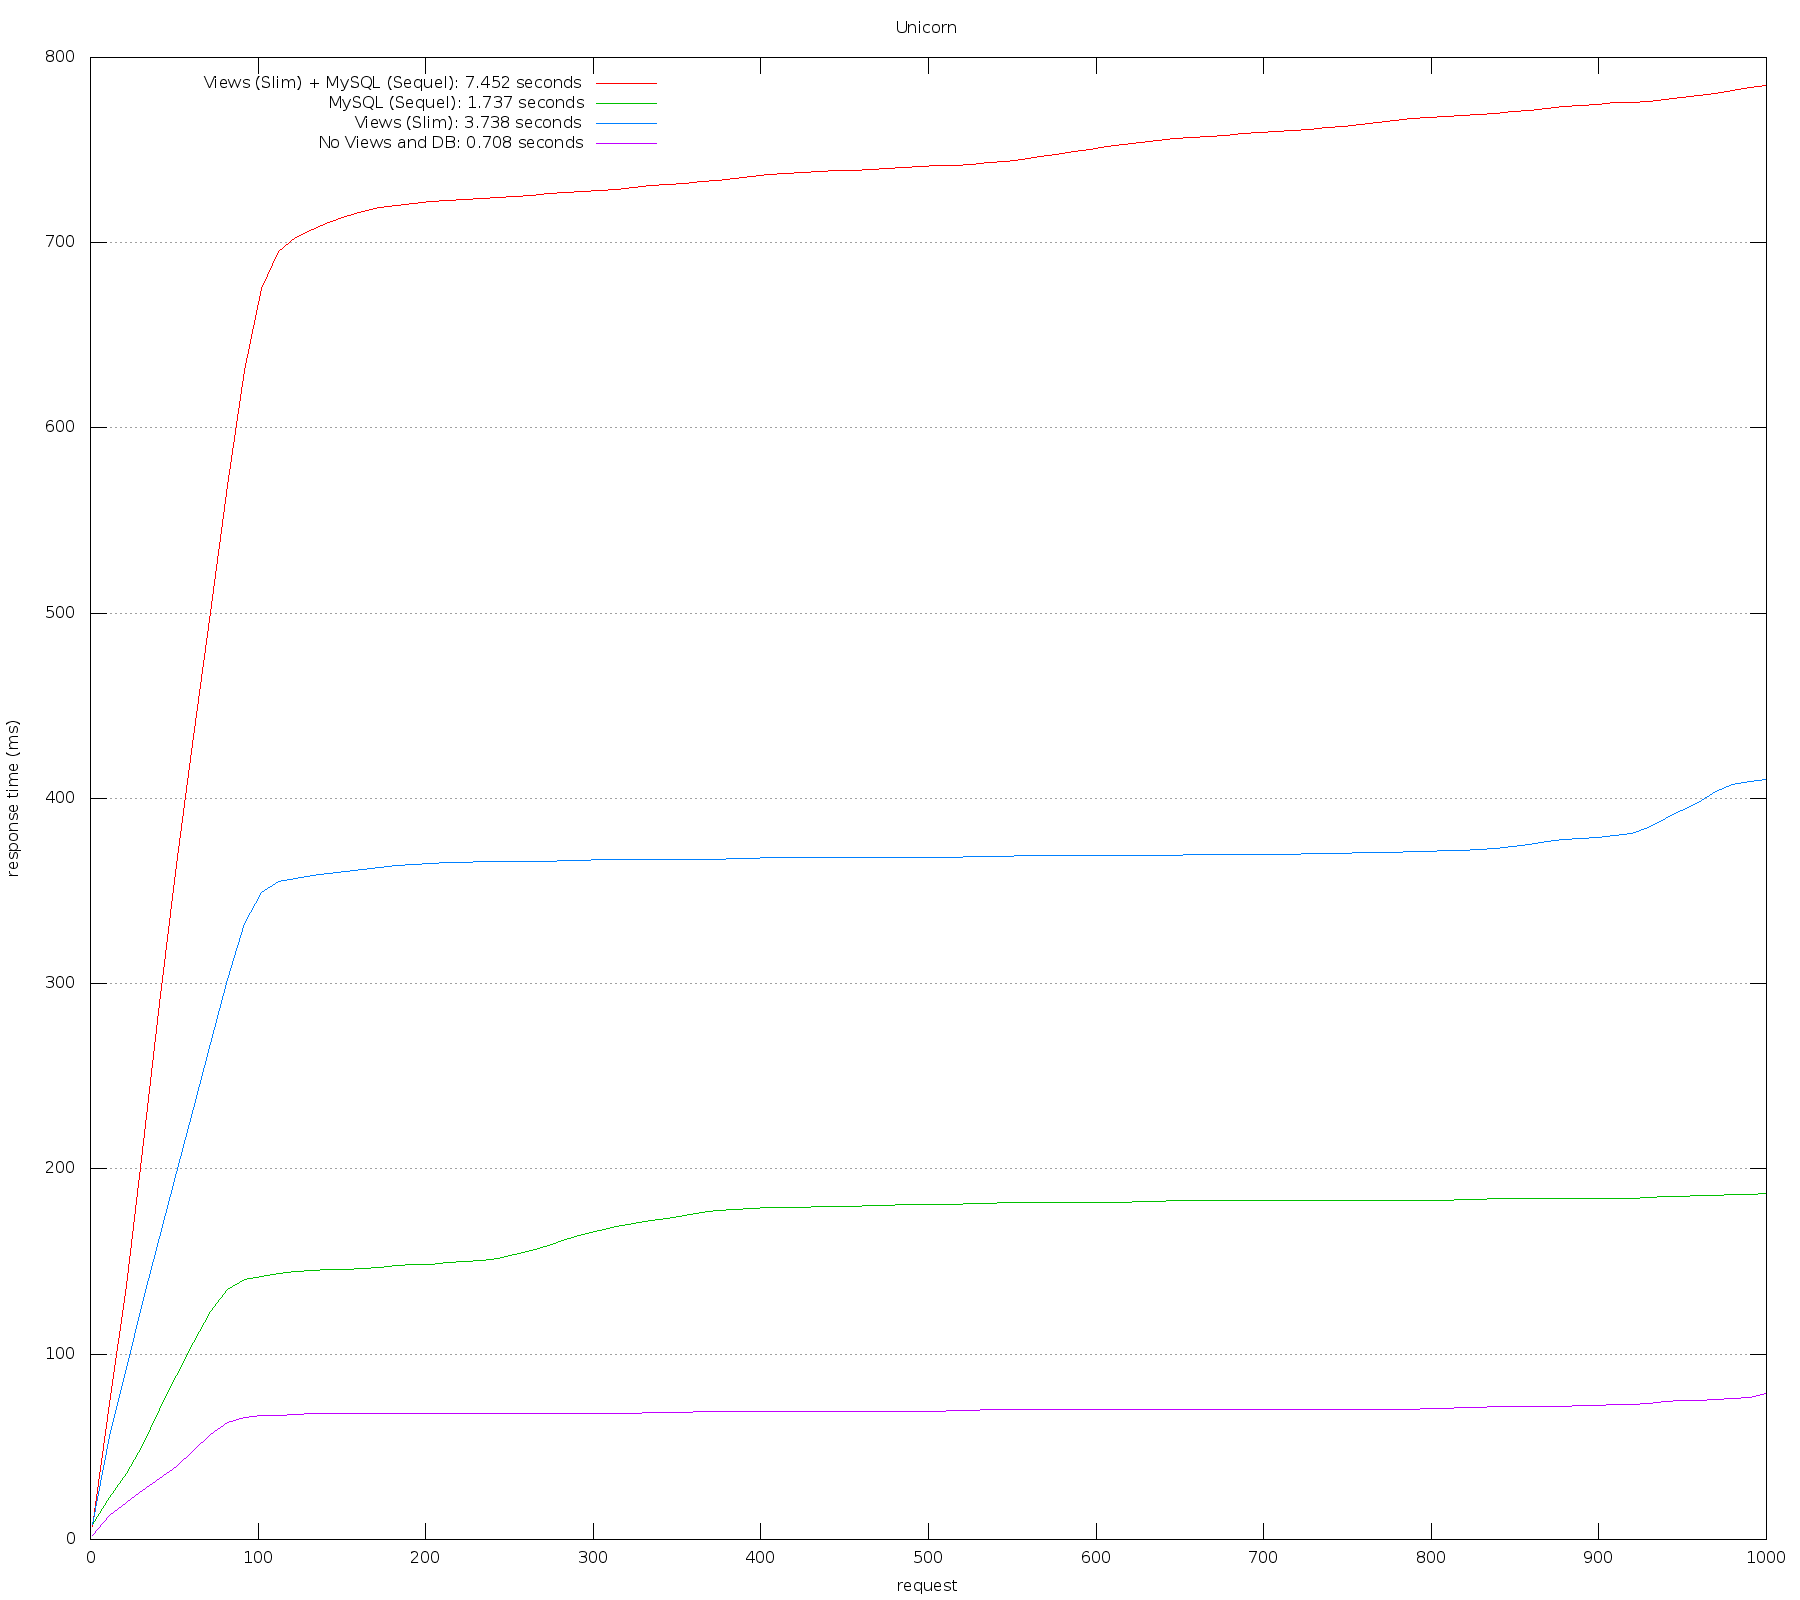 Unicorn
800
Views (Slim) + MySQL (Sequel): 7.452 seconds
MySQL (Sequel): 1.737 seconds
Views (Slim): 3.738 seconds
No Views and DB: 0.708 seconds
700
600
500
400
response time (ms)
300
200
100
0
0 100 200 300 400 500 600 700 800 900 1000
request